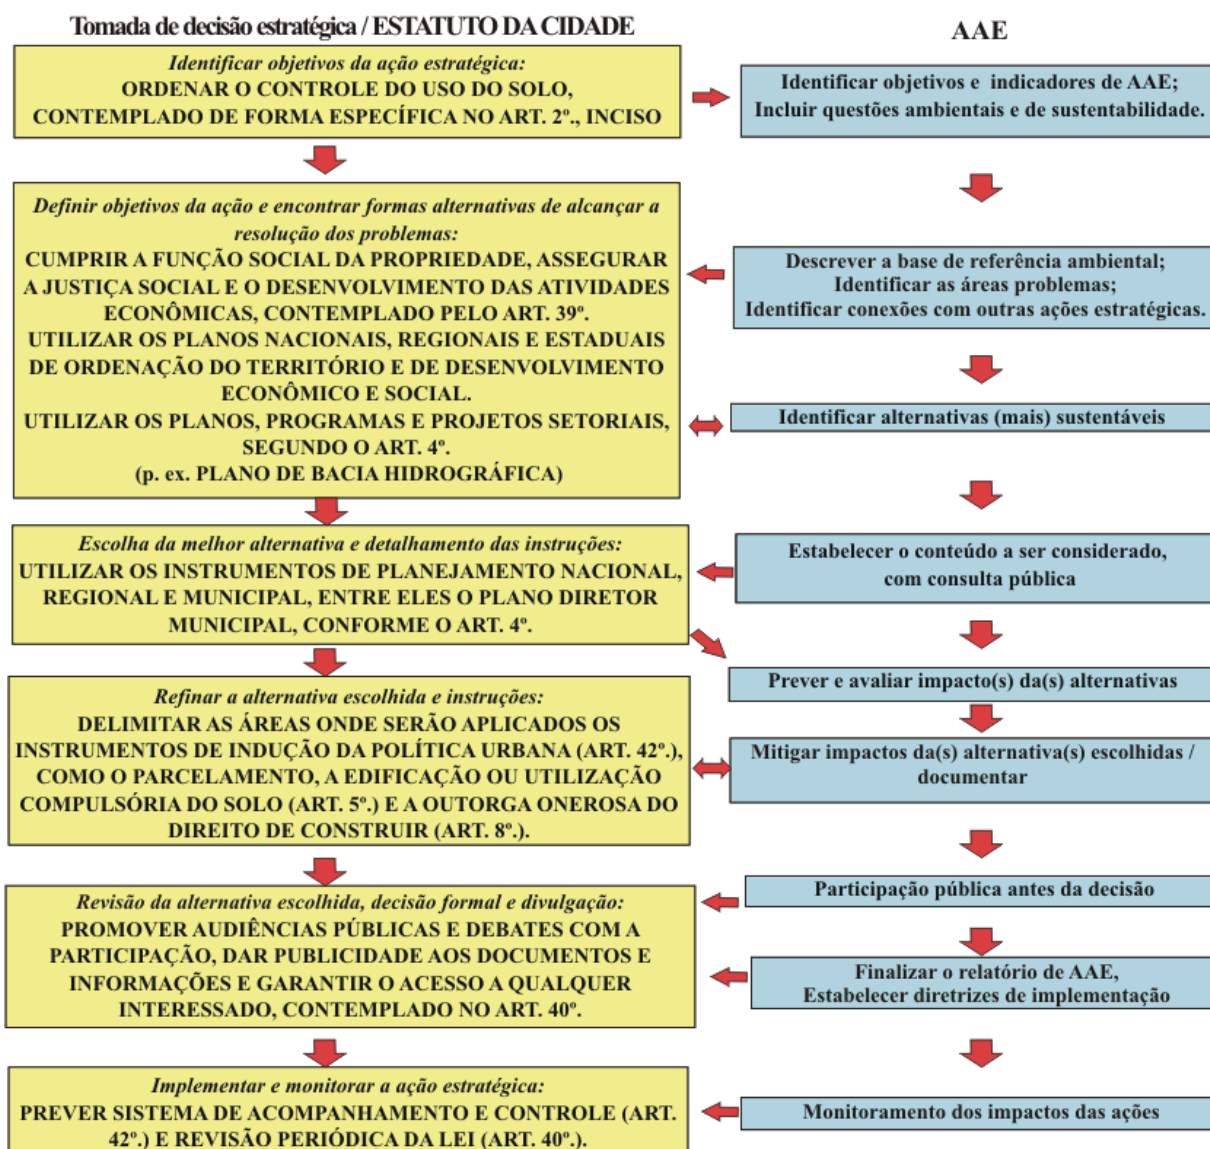 Tomada de decisão estratégica / ESTATUTO DA CIDADE
Identificar objetivos da ação estratégica:
ORDENAR O CONTROLE DO USO DO SOLO,
CONTEMPLADO DE FORMA ESPECÍFICA NO ART. 2º., INCISO
Definir objetivos da ação e encontrar formas alternativas de alcançar a
resolução dos problemas:
CUMPRIR A FUNÇÃO SOCIAL DA PROPRIEDADE, ASSEGURAR
A JUSTIÇA SOCIAL E O DESENVOLVIMENTO DAS ATIVIDADES
ECONÔMICAS, CONTEMPLADO PELO ART. 39º.
UTILIZAR OS PLANOS NACIONAIS, REGIONAIS E ESTADUAIS
DE ORDENAÇÃO DO TERRITÓRIO E DE DESENVOLVIMENTO
ECONÔMICO E SOCIAL.
UTILIZAR OS PLANOS, PROGRAMAS E PROJETOS SETORIAIS,
SEGUNDO O ART. 4º.
(p. ex. PLANO DE BACIA HIDROGRÁFICA)
Escolha da melhor alternativa e detalhamento das instruções:
UTILIZAR OS INSTRUMENTOS DE PLANEJAMENTO NACIONAL,
REGIONAL E MUNICIPAL, ENTRE ELES O PLANO DIRETOR
MUNICIPAL, CONFORME O ART. 4º.
Refinar a alternativa escolhida e instruções:
DELIMITAR AS ÁREAS ONDE SERÃO APLICADOS OS
INSTRUMENTOS DE INDUÇÃO DA POLÍTICA URBANA (ART. 42º.),
COMO O PARCELAMENTO, A EDIFICAÇÃO OU UTILIZAÇÃO
COMPULSÓRIA DO SOLO (ART. 5º.) E A OUTORGA ONEROSA DO
DIREITO DE CONSTRUIR (ART. 8º.).
Revisão da alternativa escolhida, decisão formal e divulgação:
PROMOVER AUDIÊNCIAS PÚBLICAS E DEBATES COM A
PARTICIPAÇÃO, DAR PUBLICIDADE AOS DOCUMENTOS E
INFORMAÇÕES E GARANTIR O ACESSO A QUALQUER
INTERESSADO, CONTEMPLADO NO ART. 40º.
Implementar e monitorar a ação estratégica:
PREVER SISTEMA DE ACOMPANHAMENTO E CONTROLE (ART.
42º.) E REVISÃO PERIÓDICA DA LEI (ART. 40º.).
AAE
Identificar objetivos e indicadores de AAE;
Incluir questões ambientais e de sustentabilidade.
Descrever a base de referência ambiental;
Identificar as áreas problemas;
Identificar conexões com outras ações estratégicas.
Identificar alternativas (mais) sustentáveis
Estabelecer o conteúdo a ser considerado,
com consulta pública
Prever e avaliar impacto(s) da(s) alternativas
Mitigar impactos da(s) alternativa(s) escolhidas /
documentar
Participação pública antes da decisão
Finalizar o relatório de AAE,
Estabelecer diretrizes de implementação
Monitoramento dos impactos das ações